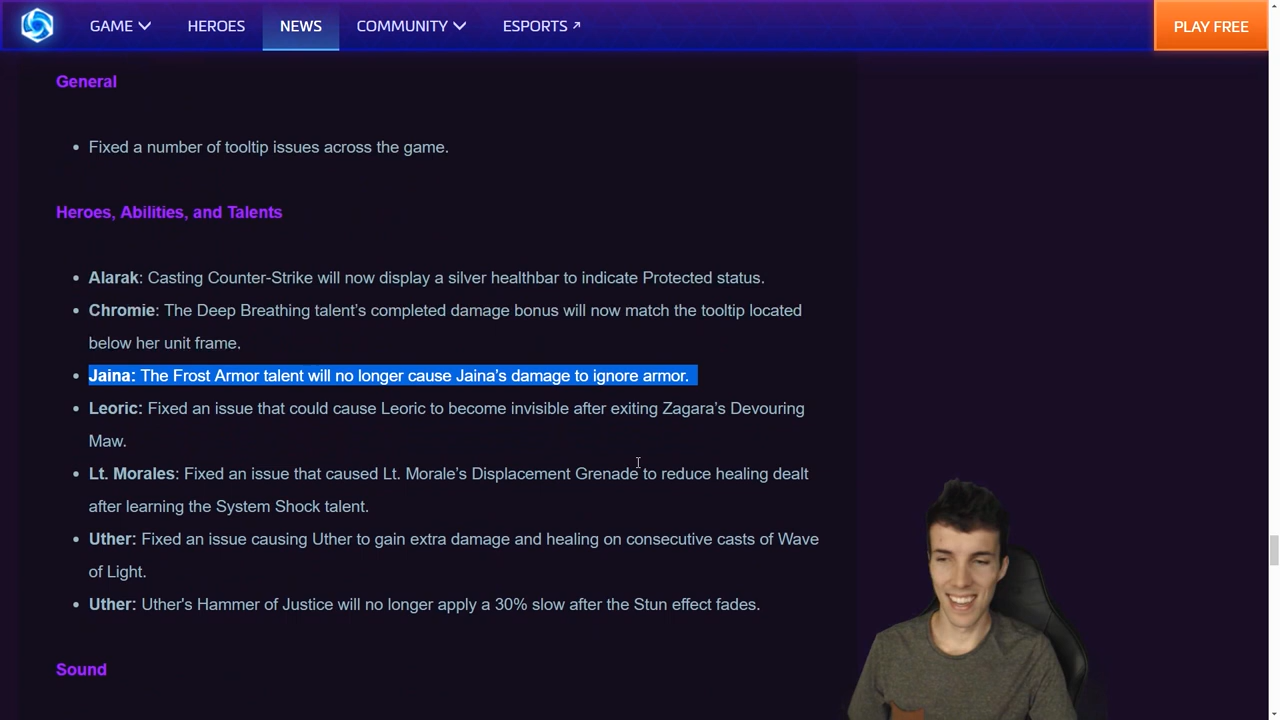 GAME HEROES NEWS COMMUNITY ESPORTS ↗ PLAY FREE
General
• Fixed a number of tooltip issues across the game.
Heroes, Abilities, and Talents
• Alarak: Casting Counter-Strike will now display a silver healthbar to indicate Protected status.
• Chromie: The Deep Breathing talent’s completed damage bonus will now match the tooltip located
below her unit frame.
• Jaina: The Frost Armor talent will no longer cause Jaina’s damage to ignore armor.
• Leoric: Fixed an issue that could cause Leoric to become invisible after exiting Zagara’s Devouring
Maw.
• Lt. Morales: Fixed an issue that caused Lt. Morale’s Displacement Grenade to reduce healing dealt
after learning the System Shock talent.
• Uther: Fixed an issue causing Uther to gain extra damage and healing on consecutive casts of Wave
of Light.
• Uther: Uther's Hammer of Justice will no longer apply a 30% slow after the Stun effect fades.
Sound